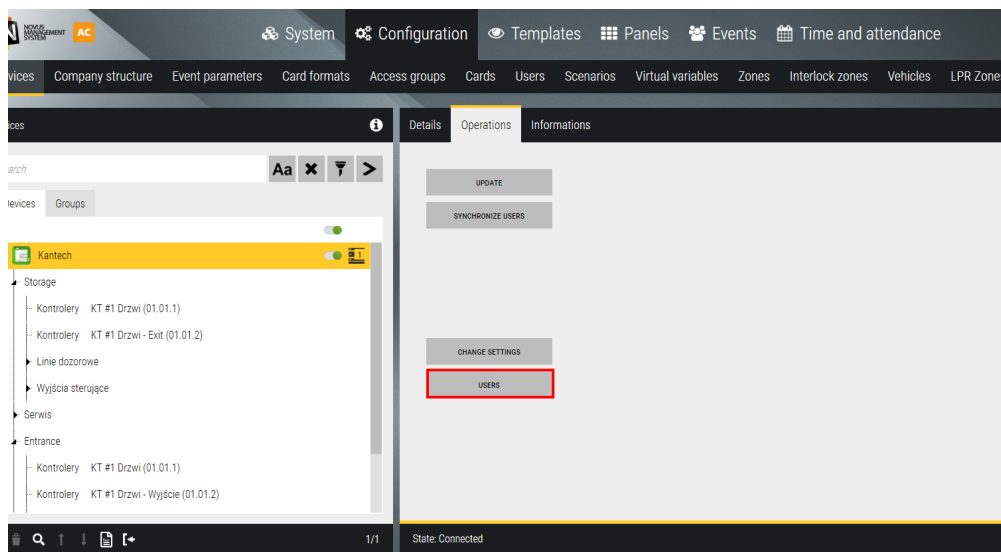 NOVUS
MANAGEMENT
SYSTEM
AC
System
Configuration
Templates
Panels
Events
Time and attendance
vices
Company structure
Event parameters
Card formats
Access groups
Cards
Users
Scenarios
Virtual variables
Zones
Interlock zones
Vehicles
LPR Zone
ices
Details
Operations
Informations
arch
Aa
Devices
Groups
Kantech
1
Storage
Kontrolery KT #1 Drzwi (01.01.1)
Kontrolery KT #1 Drzwi - Exit (01.01.2)
Linie dozorowe
Wyjścia sterujące
Serwis
Entrance
Kontrolery KT #1 Drzwi (01.01.1)
Kontrolery KT #1 Drzwi - Wyjście (01.01.2)
1/1
UPDATE
SYNCHRONIZE USERS
CHANGE SETTINGS
USERS
State: Connected